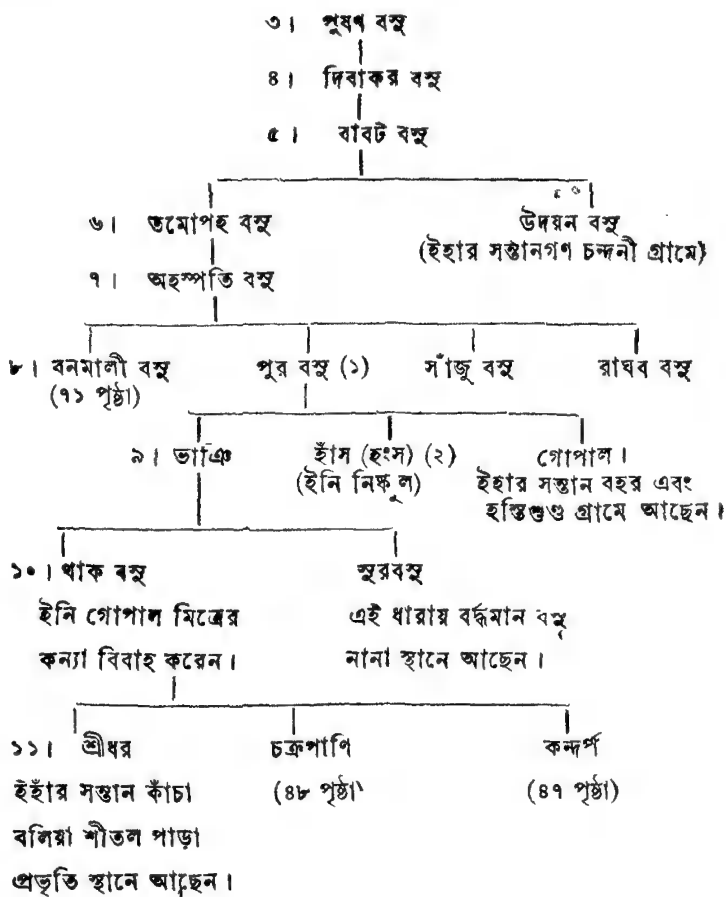 ৩। পুষণ বসু
৪। দিবাকর বসু
৫। বাবট বসু
৬। তমোপহ বসু উদয়ন বসু
(ইহার সন্তানগণ চন্দনী গ্রামে)
৭। অহস্পতি বসু
৮। বনমালী বসু পুর বসু (১) সাঁজু বসু রাঘব বসু
(৭১ পৃষ্ঠা)
৯। ভাঞি হাঁস (হংস) (২) গোপাল।
(ইনি নিষ্কুল) ইহার সন্তান বহর এবং
হস্তিশুণ্ড গ্রামে আছেন।
১০। থাক বসু সুরবসু
ইনি গোপাল মিত্রের এই ধারায় বর্দ্ধমান বসু
কন্যা বিবাহ করেন। নানা স্থানে আছেন।
১১। শ্রীধর চক্রপাণি কন্দর্প
ইহাঁর সন্তান কাঁচা (৪৮ পৃষ্ঠা) (৪৭ পৃষ্ঠা)
বলিয়া শীতল পাড়া
প্রভৃতি স্থানে আছেন।